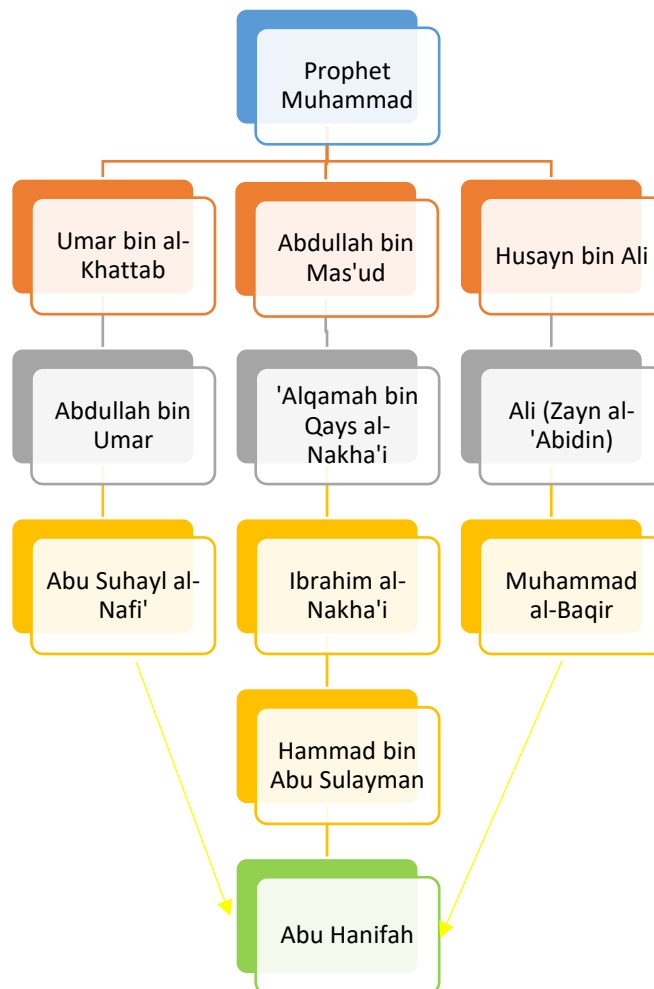 Prophet
Muhammad
Umar bin al-
Khattab
Abdullah bin
Mas'ud
Husayn bin Ali
Abdullah bin
Umar
'Alqamah bin
Qays al-
Nakha'i
Ali (Zayn al-
'Abidin)
Abu Suhayl al-
Nafi'
Ibrahim al-
Nakha'i
Muhammad
al-Baqir
Hammad bin
Abu Sulayman
Abu Hanifah